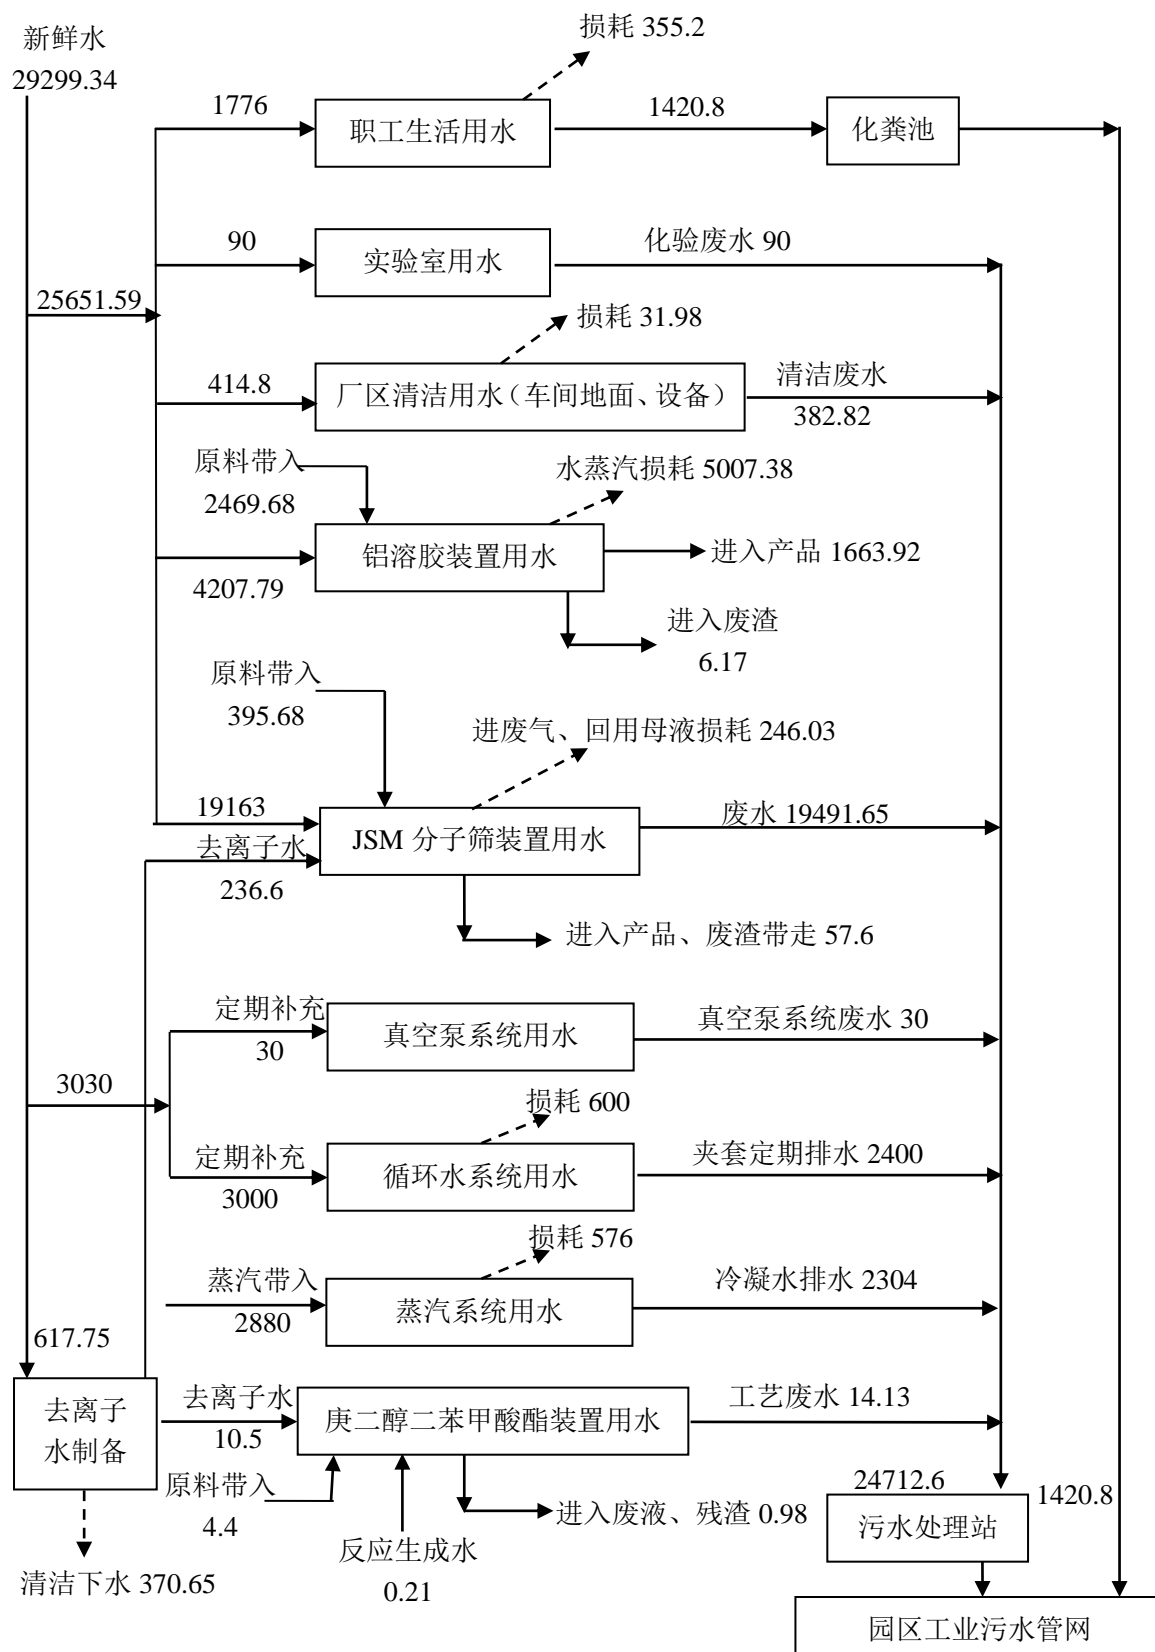 损耗 355.2
新鲜水
29299.34
1776
1420.8
职工生活用水
化粪池
90
化验废水 90
实验室用水
25651.59
损耗 31.98
414.8
厂区清洁用水（车间地面、设备）
清洁废水
382.82
原料带入
2469.68
水蒸汽损耗 5007.38
铝溶胶装置用水
进入产品 1663.92
4207.79
进入废渣
6.17
原料带入
395.68
进废气、回用母液损耗 246.03
19163
废水 19491.65
JSM 分子筛装置用水
去离子水
236.6
进入产品、废渣带走 57.6
定期补充
30
真空泵系统用水
真空泵系统废水 30
3030
损耗 600
定期补充
3000
循环水系统用水
夹套定期排水 2400
损耗 576
蒸汽带入
2880
蒸汽系统用水
冷凝水排水 2304
617.75
去离子
水制备
去离子水
10.5
庚二醇二苯甲酸酯装置用水
工艺废水 14.13
原料带入
4.4
进入废液、残渣 0.98
24712.6
1420.8
污水处理站
反应生成水
0.21
清洁下水 370.65
园区工业污水管网